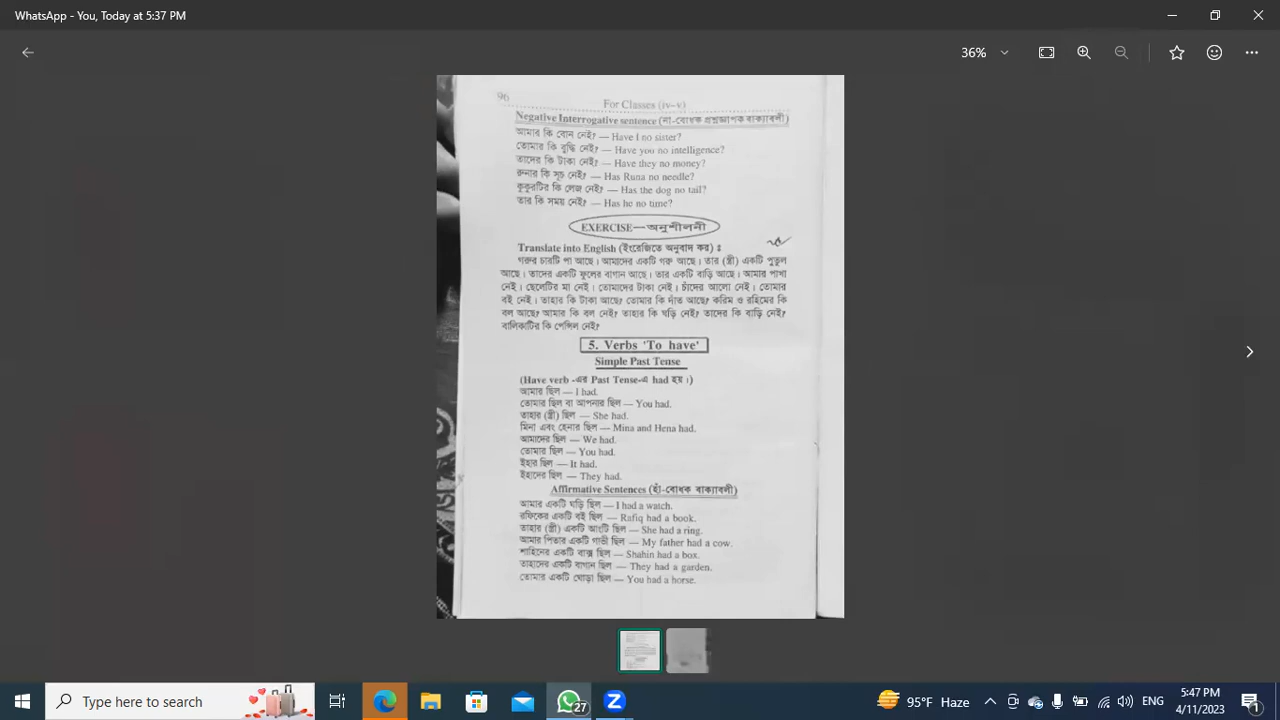 WhatsApp - You, Today at 5:37 PM
36%
96
For Classes (iv-v)
Negative Interrogative sentence (না-বোধক প্রশ্নজ্ঞাপক বাক্যাবলী)
আমার কি বোন নেই? — Have I no sister?
তোমার কি বুদ্ধি নেই? — Have you no intelligence?
তাদের কি টাকা নেই? — Have they no money?
রুনার কি সূচ নেই? — Has Runa no needle?
কুকুরটির কি লেজ নেই? — Has the dog no tail?
তার কি সময় নেই? — Has he no time?
EXERCISE—অনুশীলনী
Translate into English (ইংরেজিতে অনুবাদ কর) :
গরুর চারটি পা আছে। আমাদের একটি গরু আছে। তার (স্ত্রী) একটি পুতুল
আছে। তাদের একটি ফুলের বাগান আছে। তার একটি বাড়ি আছে। আমার পাখা
নেই। ছেলেটির মা নেই। তোমাদের টাকা নেই। চাঁদের আলো নেই। তোমার
বই নেই। তাহার কি টাকা আছে? তোমার কি দাঁত আছে? করিম ও রহিমের কি
বল আছে? আমার কি বল নেই? তাহার কি ঘড়ি নেই? তাদের কি বাড়ি নেই?
বালিকাটির কি পেন্সিল নেই?
5. Verbs 'To have'
Simple Past Tense
(Have verb -এর Past Tense-এ had হয়।)
আমার ছিল — I had.
তোমার ছিল বা আপনার ছিল — You had.
তাহার (স্ত্রী) ছিল — She had.
মিনা এবং হেনার ছিল — Mina and Hena had.
আমাদের ছিল — We had.
তোমার ছিল — You had.
ইহার ছিল — It had.
ইহাদের ছিল — They had.
Affirmative Sentences (হাঁ-বোধক বাক্যাবলী)
আমার একটি ঘড়ি ছিল — I had a watch.
রফিকের একটি বই ছিল — Rafiq had a book.
তাহার (স্ত্রী) একটি আংটি ছিল — She had a ring.
আমার পিতার একটি গাভী ছিল — My father had a cow.
শাহিনের একটি বাক্স ছিল — Shahin had a box.
তাহাদের একটি বাগান ছিল — They had a garden.
তোমার একটি ঘোড়া ছিল — You had a horse.
Type here to search
27
95°F Haze
ENG
:47 PM
4/11/2023
1